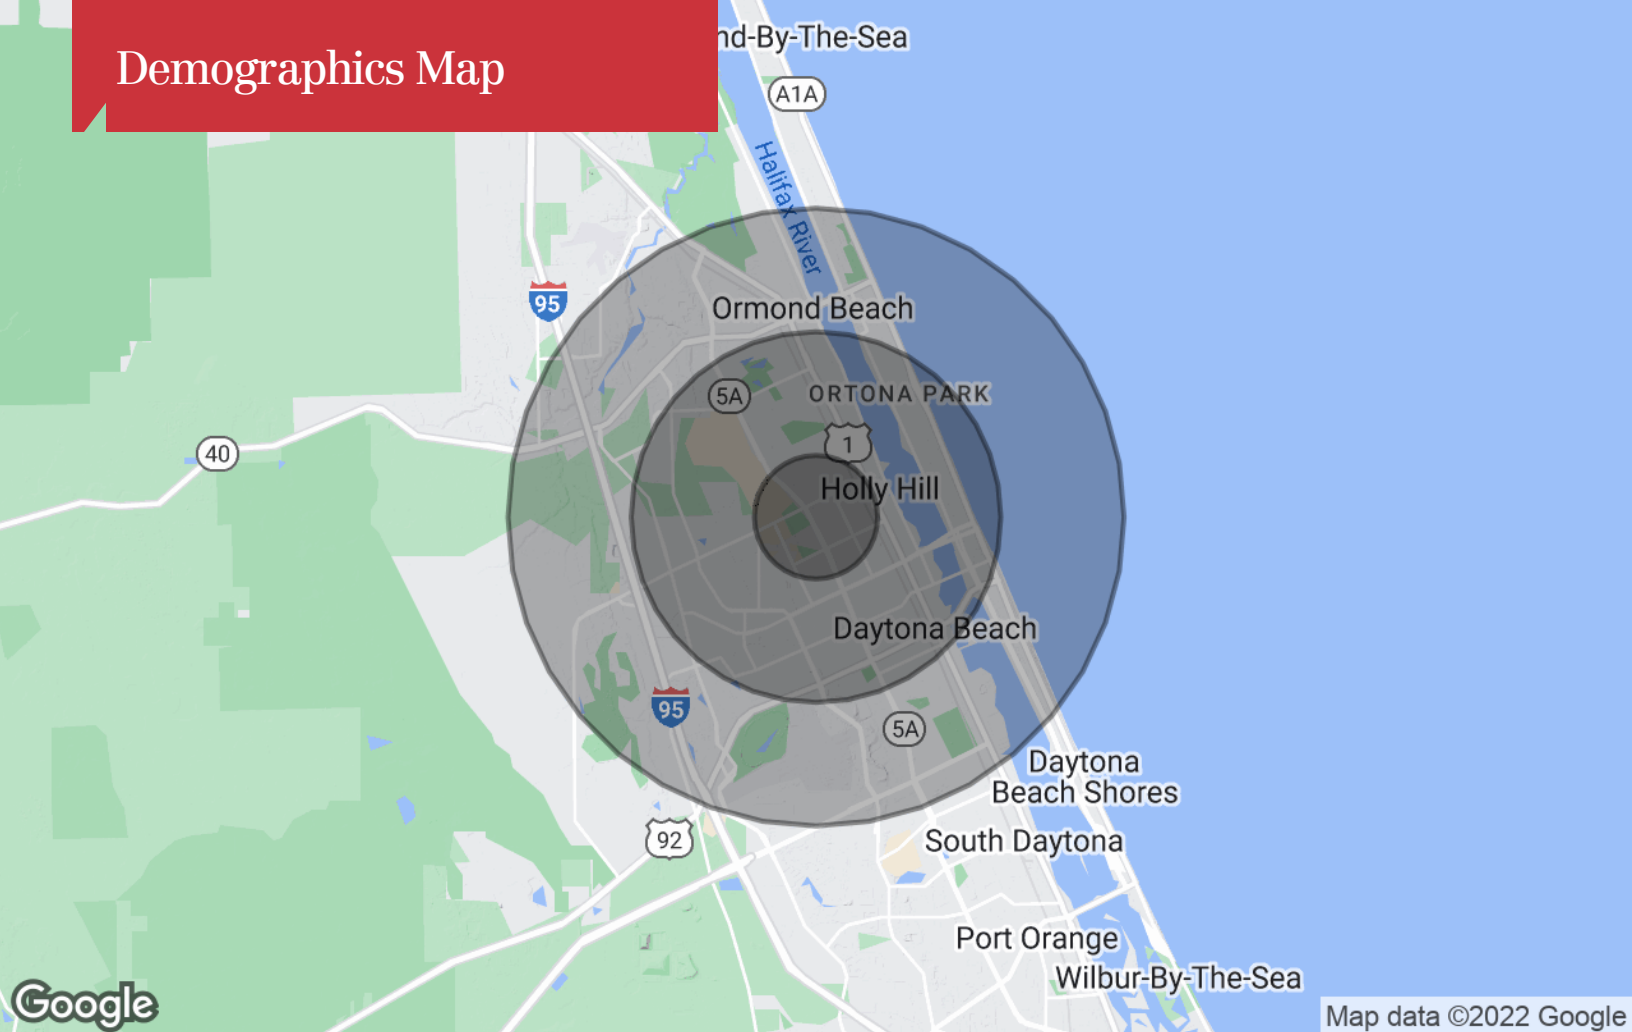 Demographics Map
nd-By-The-Sea
A1A
Halifax River
95
Ormond Beach
5A
ORTONA PARK
1
40
Holly Hill
Daytona Beach
95
5A
Daytona
Beach Shores
92
South Daytona
Port Orange
Wilbur-By-The-Sea
Google
Map data ©2022 Google